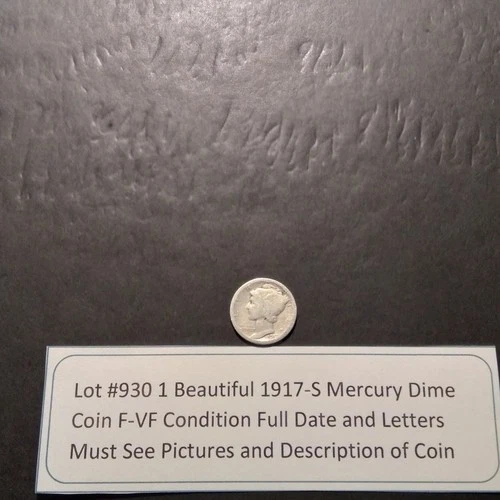 Lot #930 1 Beautiful 1917-S Mercury Dime
Coin F-VF Condition Full Date and Letters
Must See Pictures and Description of Coin